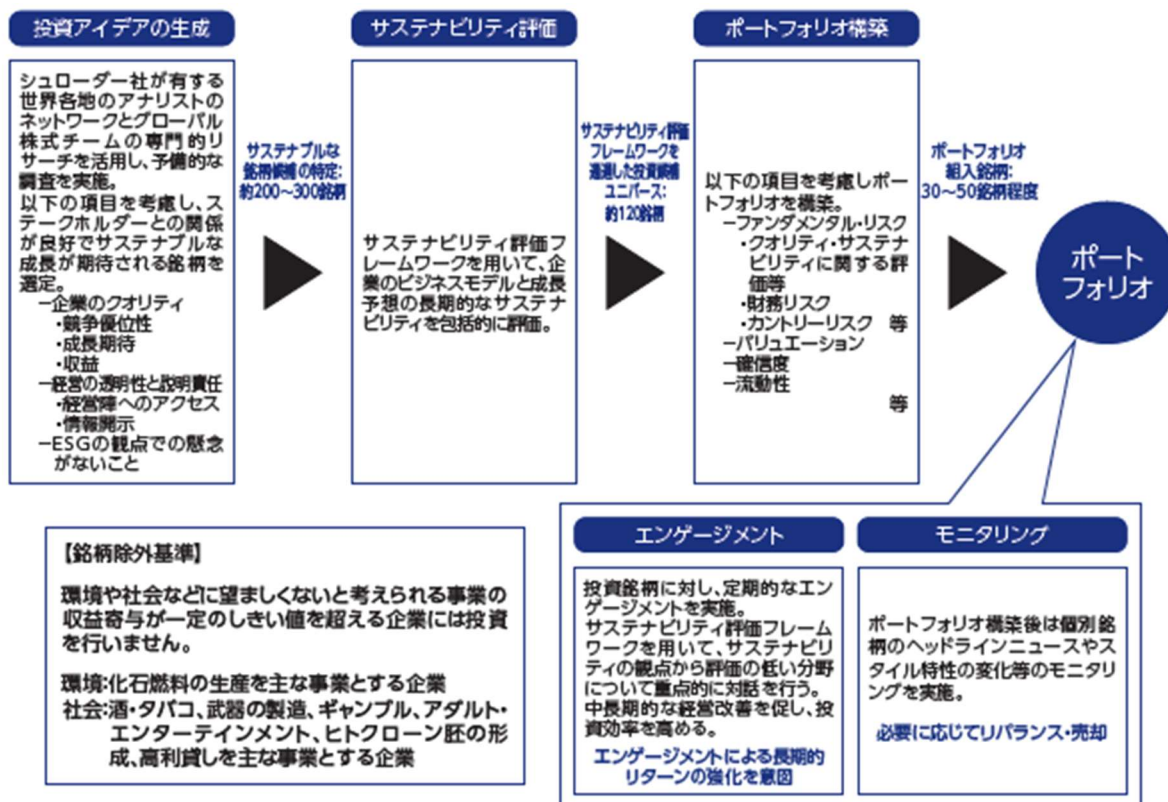 投資アイデアの生成
シュローダー社が有する
世界各地のアナリストの
ネットワークとグローバル
株式チームの専門的リ
サーチを活用し、予備的な
調査を実施。
以下の項目を考慮し、ス
テークホルダーとの関係
が良好でサステナブルな
成長が期待される銘柄を
選定。
－企業のクオリティ
・競争優位性
・成長期待
・収益
－経営の透明性と説明責任
・経営陣へのアクセス
・情報開示
－ESGの観点での懸念
がないこと
サステナブルな
銘柄候補の特定:
約200～300銘柄
サステナビリティ評価
サステナビリティ評価フ
レームワークを用いて、企
業のビジネスモデルと成長
予想の長期的なサステナ
ビリティを包括的に評価。
サステナビリティ評価
フレームワークを
通過した投資候補
ユニバース:
約120銘柄
ポートフォリオ構築
以下の項目を考慮しポー
トフォリオを構築。
－ファンダメンタル・リスク
・クオリティ・サステナ
ビリティに関する評
価等
・財務リスク
・カントリーリスク 等
－バリュエーション
－確信度
－流動性
等
ポートフォリオ
組入銘柄:
30～50銘柄程度
ポート
フォリオ
【銘柄除外基準】
環境や社会などに望ましくないと考えられる事業の
収益寄与が一定のしきい値を超える企業には投資
を行いません。
環境:化石燃料の生産を主な事業とする企業
社会:酒・タバコ、武器の製造、ギャンブル、アダルト・
エンターテインメント、ヒトクローン胚の形
成、高利貸しを主な事業とする企業
エンゲージメント
投資銘柄に対し、定期的なエン
ゲージメントを実施。
サステナビリティ評価フレーム
ワークを用いて、サステナビリ
ティの観点から評価の低い分野
について重点的に対話を行う。
中長期的な経営改善を促し、投
資効率を高める。
エンゲージメントによる長期的
リターンの強化を意図
モニタリング
ポートフォリオ構築後は個別銘
柄のヘッドラインニュースやス
タイル特性の変化等のモニタ
リングを実施。
必要に応じてリバランス・売却